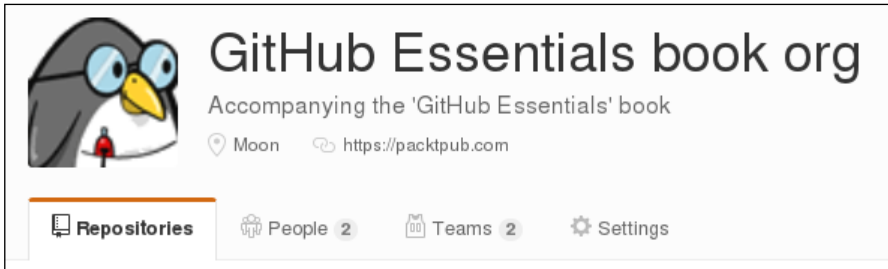 GitHub Essentials book org
Accompanying the 'GitHub Essentials' book
Moon https://packtpub.com
Repositories People 2 Teams 2 Settings